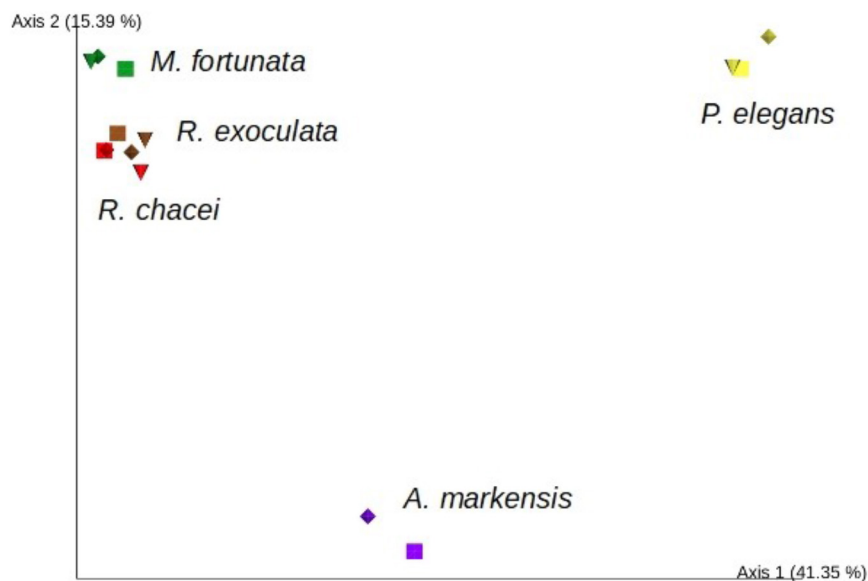 Axis 2 (15.39 %)
M. fortunata
P. elegans
R. exoculata
R. chacei
A. markensis
Axis 1 (41.35 %)